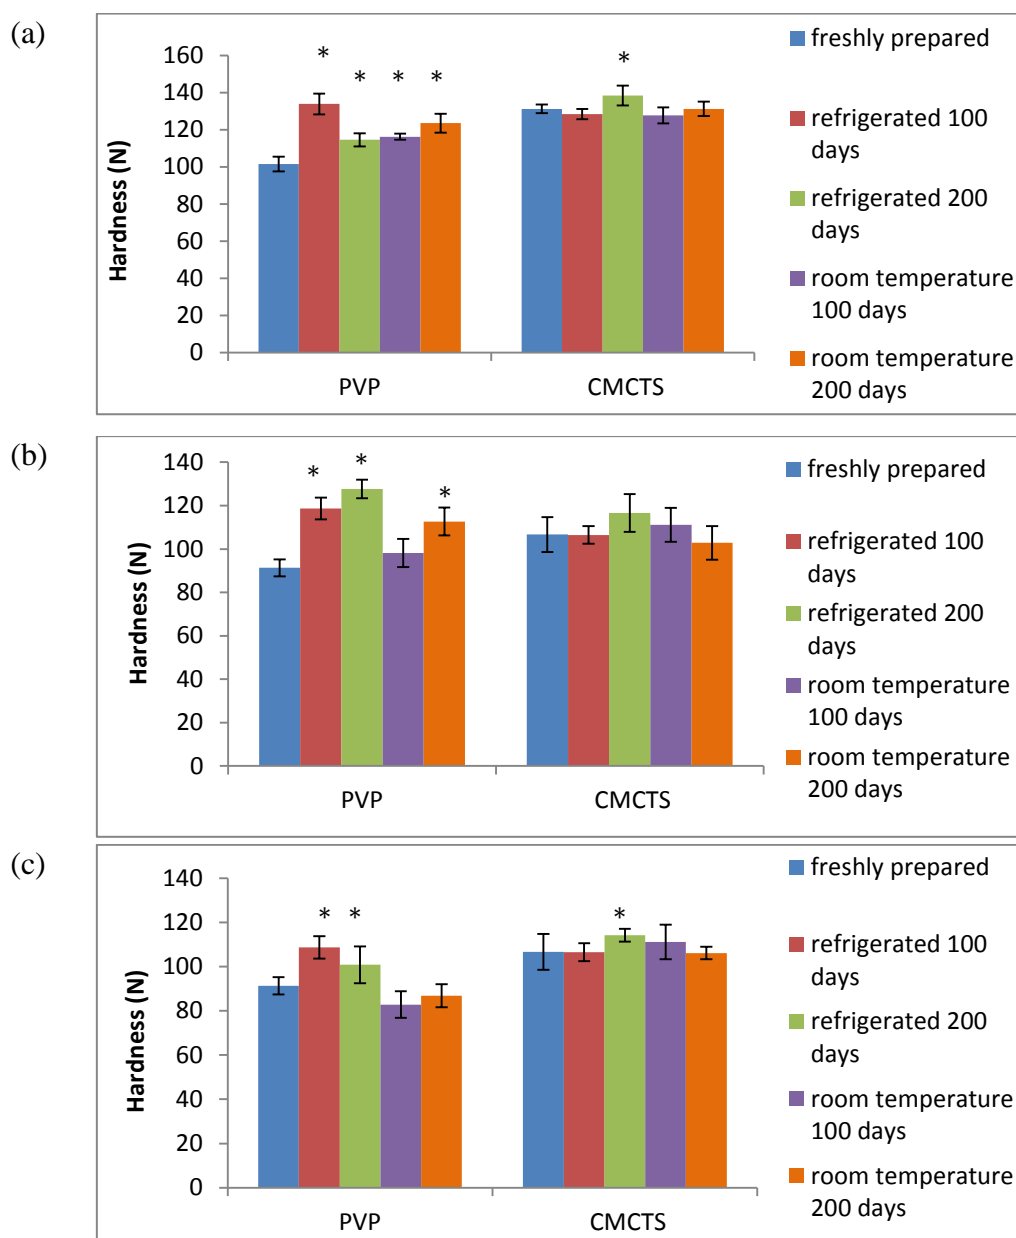 (a)
160
140
120
100
80
60
40
20
0
Hardness (N)
* * * * *
PVP CMCTS
freshly prepared
refrigerated 100
days
refrigerated 200
days
room temperature
100 days
room temperature
200 days
(b)
140
120
100
80
60
40
20
0
Hardness (N)
* * *
PVP CMCTS
freshly prepared
refrigerated 100
days
refrigerated 200
days
room temperature
100 days
room temperature
200 days
(c)
140
120
100
80
60
40
20
0
Hardness (N)
* * *
PVP CMCTS
freshly prepared
refrigerated 100
days
refrigerated 200
days
room temperature
100 days
room temperature
200 days